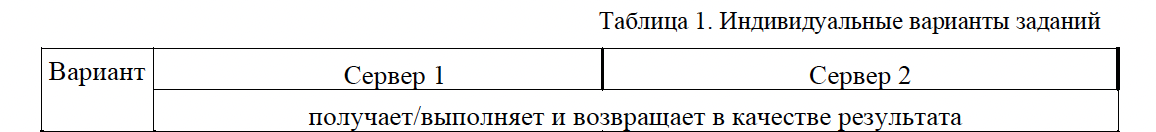 Таблица 1. Индивидуальные варианты заданий
Вариант Сервер 1 Сервер 2
получает/выполняет и возвращает в качестве результата